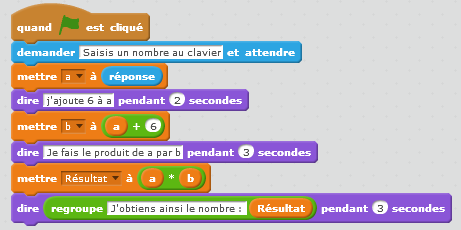 quand est cliqué
demander Saisis un nombre au clavier et attendre
mettre a à réponse
dire j'ajoute 6 à a pendant 2 secondes
mettre b à a + 6
dire Je fais le produit de a par b pendant 3 secondes
mettre Résultat à a * b
dire regroupe J'obtiens ainsi le nombre : Résultat pendant 3 secondes